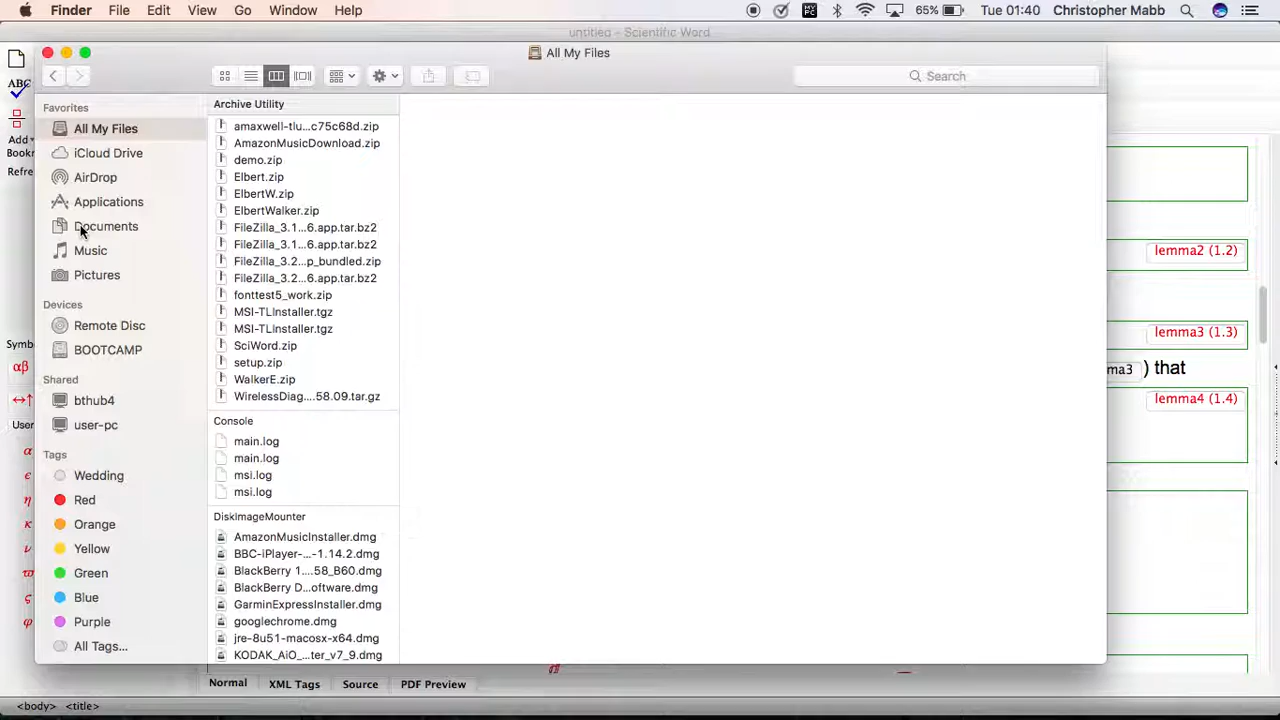 Finder File Edit View Go Window Help 65% Tue 01:40 Christopher Mabb
untitled - Scientific Word
All My Files
Search
ABC
Add
Bookm
Refre
Symb
αβ
User
α
ϵ
η
κ
ν
ϖ
ς
φ
Favorites
All My Files
iCloud Drive
AirDrop
Applications
Documents
Music
Pictures
Devices
Remote Disc
BOOTCAMP
Shared
bthub4
user-pc
Tags
Wedding
Red
Orange
Yellow
Green
Blue
Purple
All Tags...
Archive Utility
amaxwell-tlu...c75c68d.zip
AmazonMusicDownload.zip
demo.zip
Elbert.zip
ElbertW.zip
ElbertWalker.zip
FileZilla_3.1...6.app.tar.bz2
FileZilla_3.1...6.app.tar.bz2
FileZilla_3.2...p_bundled.zip
FileZilla_3.2...6.app.tar.bz2
fonttest5_work.zip
MSI-TLInstaller.tgz
MSI-TLInstaller.tgz
SciWord.zip
setup.zip
WalkerE.zip
WirelessDiag....58.09.tar.gz
Console
main.log
main.log
msi.log
msi.log
DiskImageMounter
AmazonMusicInstaller.dmg
BBC-iPlayer-...-1.14.2.dmg
BlackBerry 1....58_B60.dmg
BlackBerry D...oftware.dmg
GarminExpressInstaller.dmg
googlechrome.dmg
jre-8u51-macosx-x64.dmg
KODAK_AiO_...ter_v7_9.dmg
lemma2 (1.2)
lemma3 (1.3)
ma3 ) that
lemma4 (1.4)
Normal XML Tags Source PDF Preview
<body> <title>